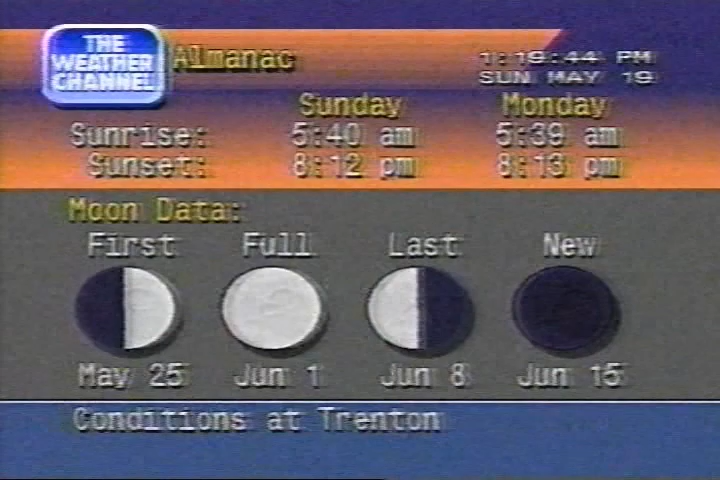 THE
WEATHER
CHANNEL
Almanac
1:19:44 PM
SUN MAY 19
Sunday Monday
Sunrise: 5:40 am 5:39 am
Sunset: 8:12 pm 8:13 pm
Moon Data:
First Full Last New
May 25 Jun 1 Jun 8 Jun 15
Conditions at Trenton